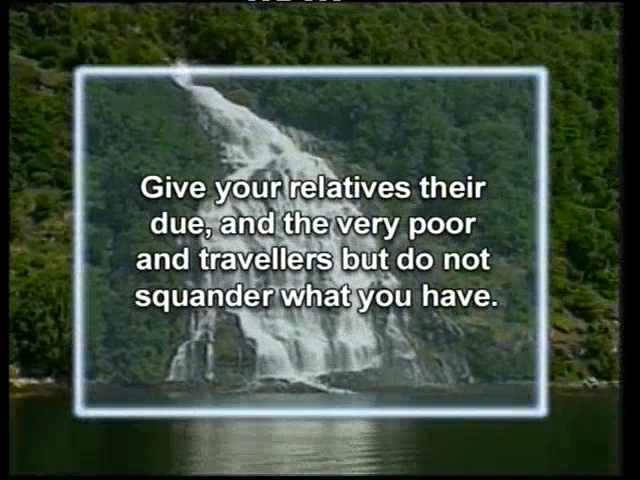 Give your relatives their
due, and the very poor
and travellers but do not
squander what you have.